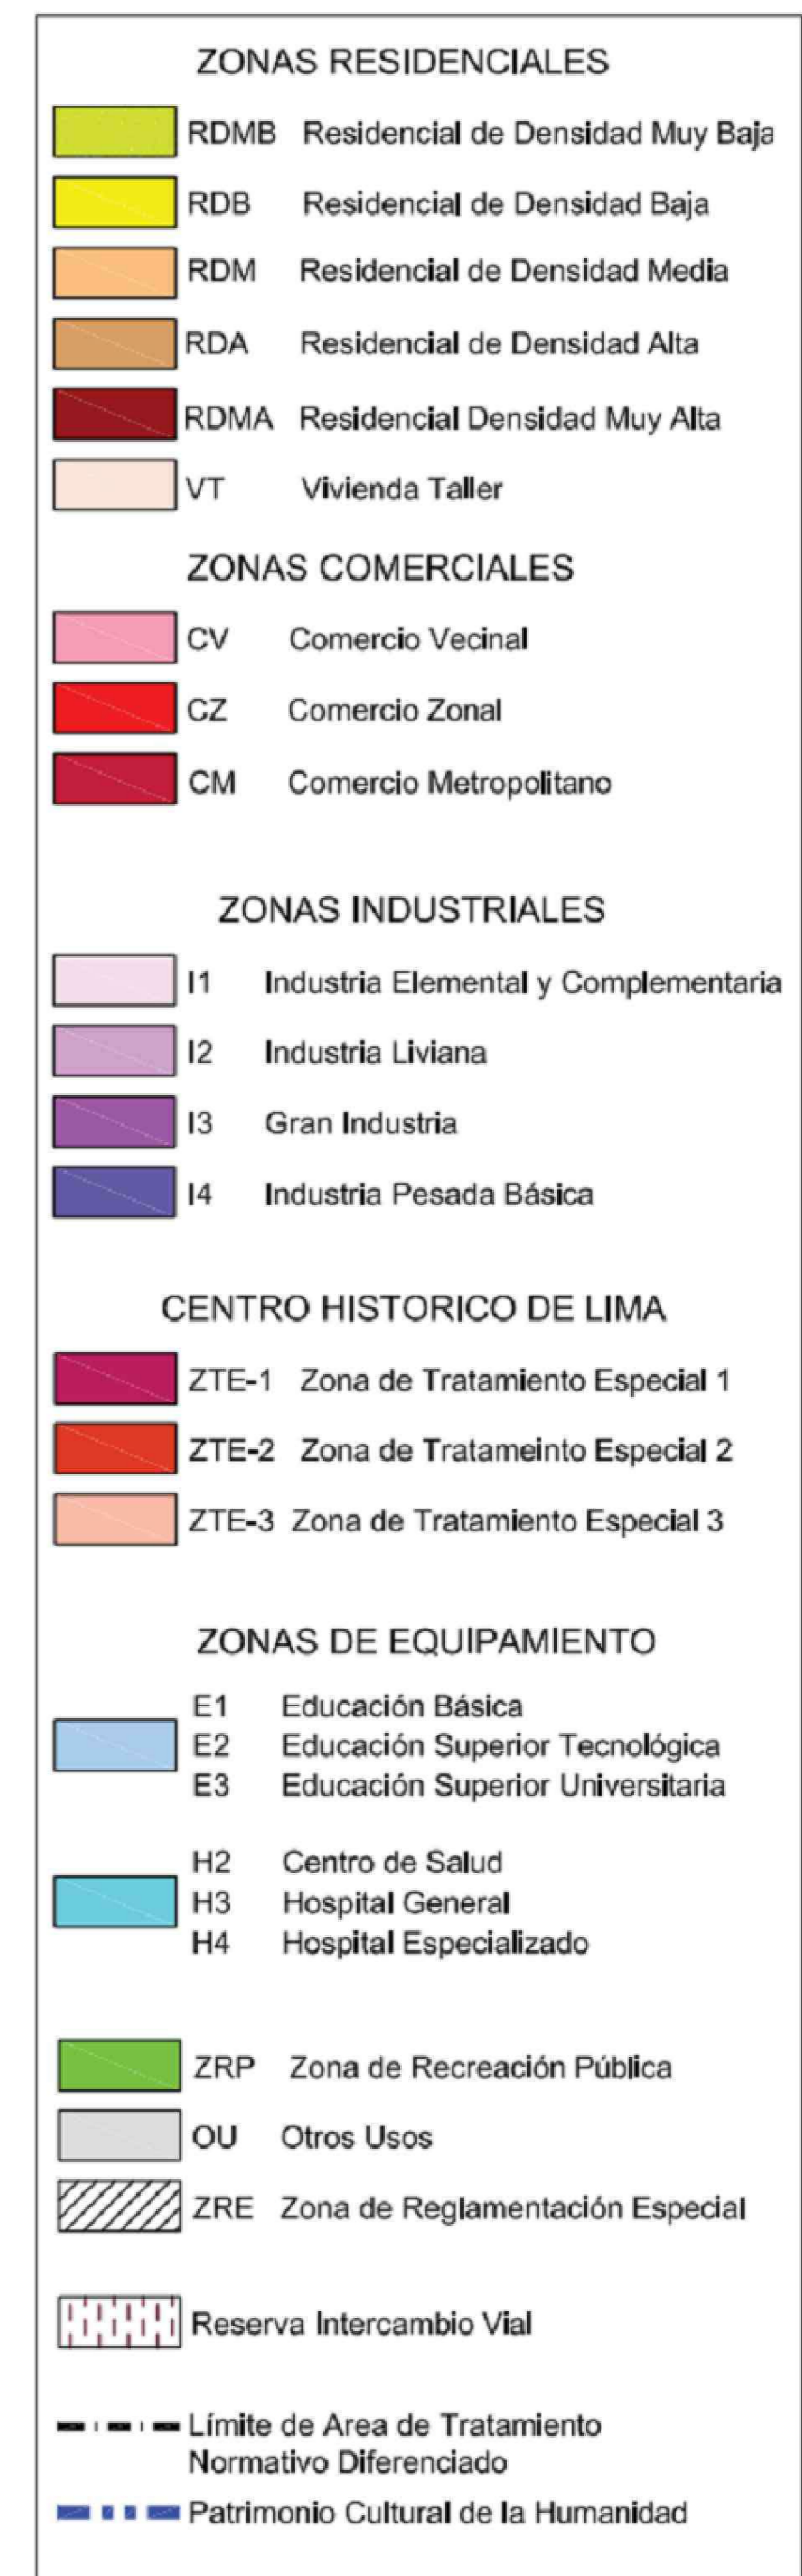 ZONAS RESIDENCIALES
RDMB Residencial de Densidad Muy Baja
RDB Residencial de Densidad Baja
RDM Residencial de Densidad Media
RDA Residencial de Densidad Alta
RDMA Residencial Densidad Muy Alta
VT Vivienda Taller
ZONAS COMERCIALES
CV Comercio Vecinal
CZ Comercio Zonal
CM Comercio Metropolitano
ZONAS INDUSTRIALES
I1 Industria Elemental y Complementaria
I2 Industria Liviana
I3 Gran Industria
I4 Industria Pesada Básica
CENTRO HISTORICO DE LIMA
ZTE-1 Zona de Tratamiento Especial 1
ZTE-2 Zona de Tratameinto Especial 2
ZTE-3 Zona de Tratamiento Especial 3
ZONAS DE EQUIPAMIENTO
E1 Educación Básica
E2 Educación Superior Tecnológica
E3 Educación Superior Universitaria
H2 Centro de Salud
H3 Hospital General
H4 Hospital Especializado
ZRP Zona de Recreación Pública
OU Otros Usos
ZRE Zona de Reglamentación Especial
Reserva Intercambio Vial
Límite de Area de Tratamiento
Normativo Diferenciado
Patrimonio Cultural de la Humanidad